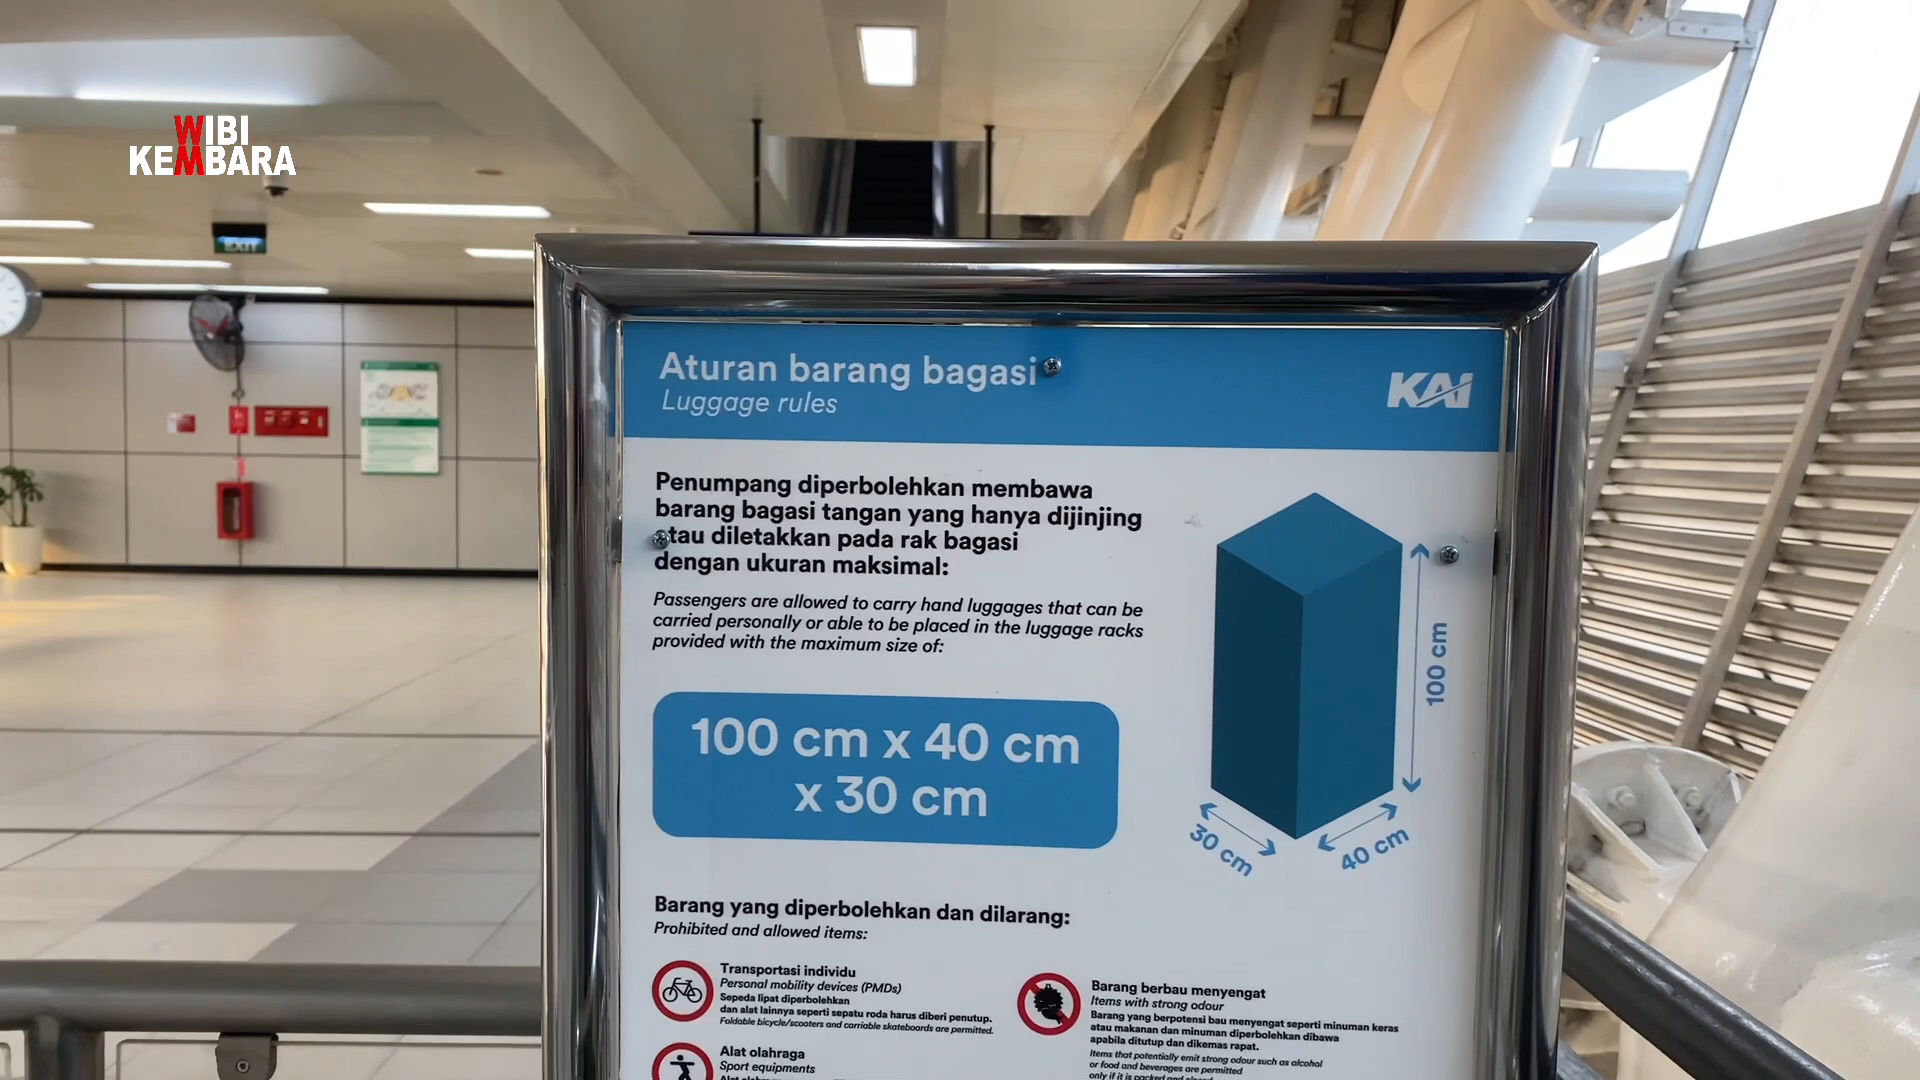 WIBI
KEMBARA
EXIT
Aturan barang bagasi
Luggage rules
KAI
Penumpang diperbolehkan membawa
barang bagasi tangan yang hanya dijinjing
atau diletakkan pada rak bagasi
dengan ukuran maksimal:
Passengers are allowed to carry hand luggages that can be
carried personally or able to be placed in the luggage racks
provided with the maximum size of:
100 cm x 40 cm
x 30 cm
100 cm
30 cm
40 cm
Barang yang diperbolehkan dan dilarang:
Prohibited and allowed items:
Transportasi individu
Personal mobility devices (PMDs)
Sepeda lipat diperbolehkan
dan alat lainnya seperti sepatu roda harus diberi penutup.
Foldable bicycle/scooters and carriable skateboards are permitted.
Alat olahraga
Sport equipments
Barang berbau menyengat
Items with strong odour
Barang yang berpotensi bau menyengat seperti minuman keras
atau makanan dan minuman diperbolehkan dibawa
apabila ditutup dan dikemas rapat.
Items that potentially emit strong odour such as alcohol
or food and beverages are permitted
only if it is packed and